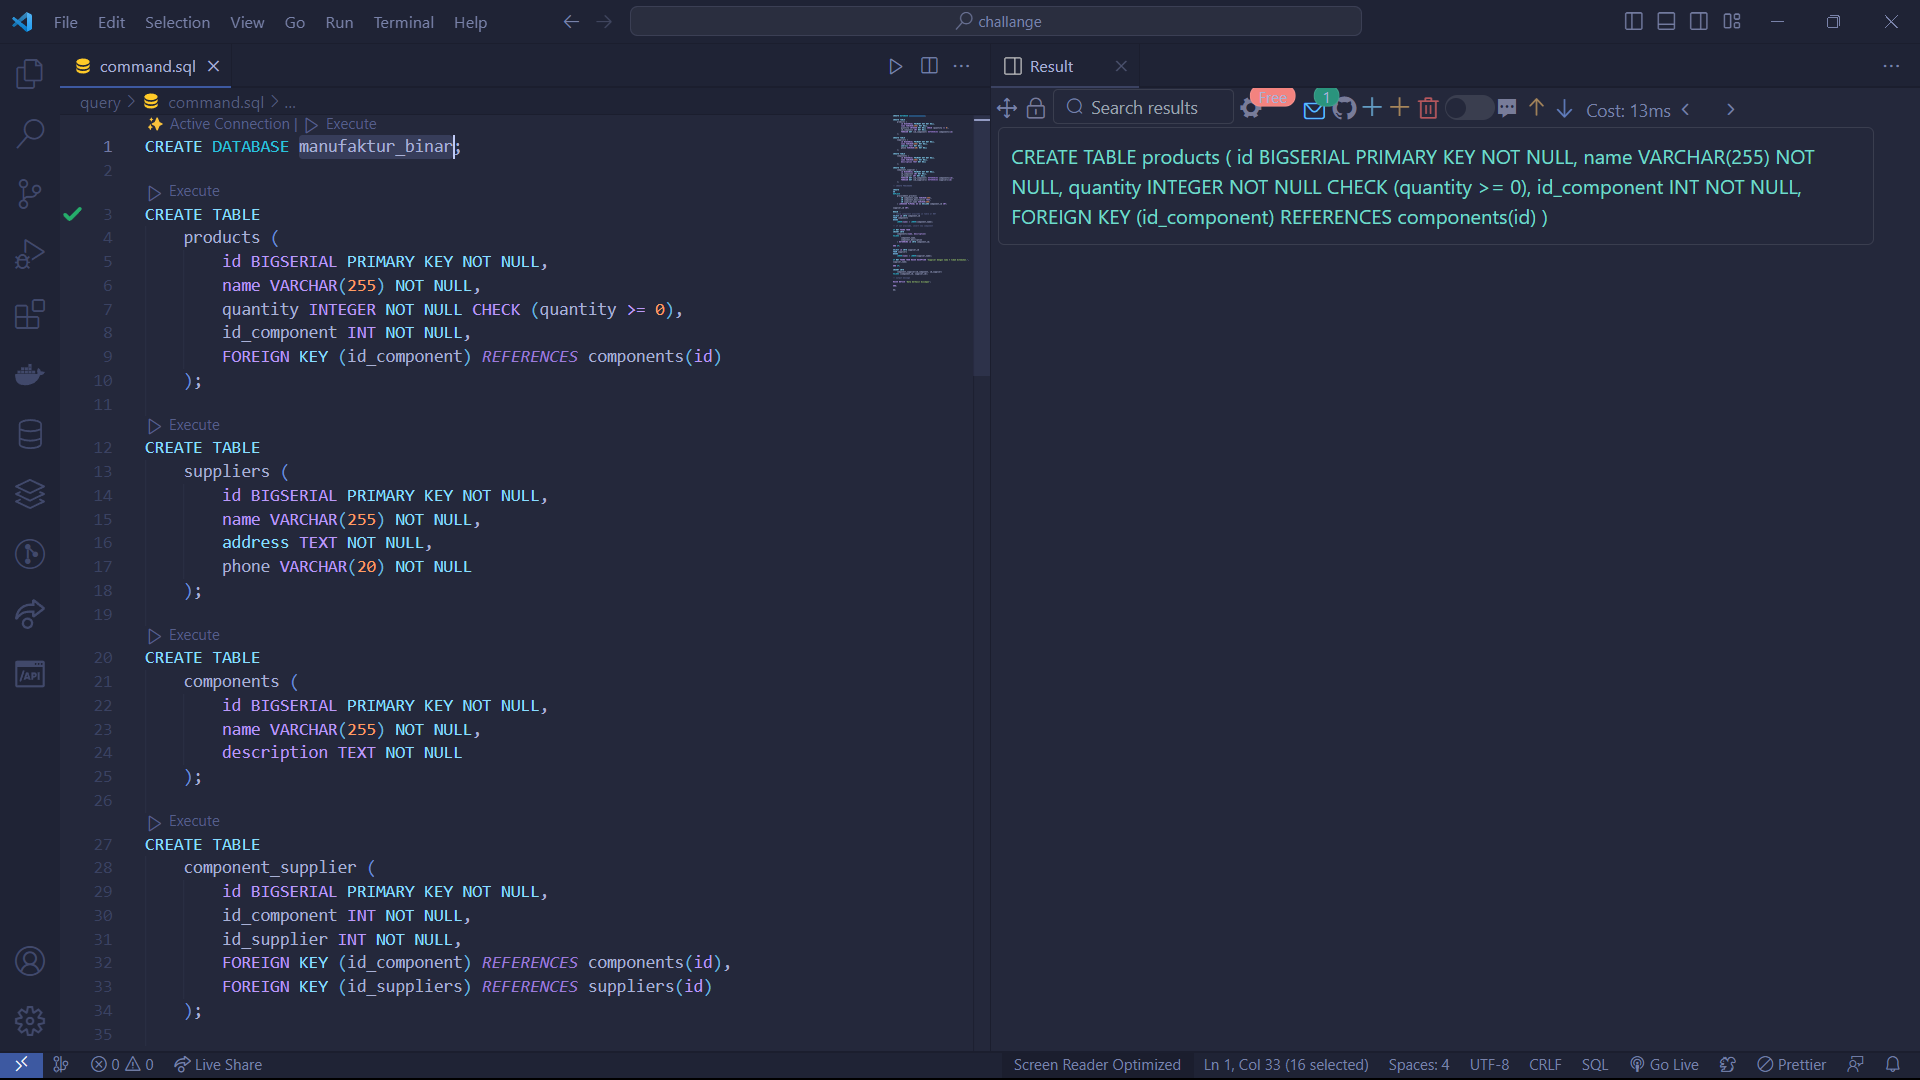 File Edit Selection View Go Run Terminal Help
challange
command.sql
Result
query > command.sql > ...
Search results
Free
1
Cost: 13ms
Active Connection | Execute
1 CREATE DATABASE manufaktur_binar;
2
Execute
3 CREATE TABLE
4 products (
5 id BIGSERIAL PRIMARY KEY NOT NULL,
6 name VARCHAR(255) NOT NULL,
7 quantity INTEGER NOT NULL CHECK (quantity >= 0),
8 id_component INT NOT NULL,
9 FOREIGN KEY (id_component) REFERENCES components(id)
10 );
11
Execute
12 CREATE TABLE
13 suppliers (
14 id BIGSERIAL PRIMARY KEY NOT NULL,
15 name VARCHAR(255) NOT NULL,
16 address TEXT NOT NULL,
17 phone VARCHAR(20) NOT NULL
18 );
19
Execute
20 CREATE TABLE
21 components (
22 id BIGSERIAL PRIMARY KEY NOT NULL,
23 name VARCHAR(255) NOT NULL,
24 description TEXT NOT NULL
25 );
26
Execute
27 CREATE TABLE
28 component_supplier (
29 id BIGSERIAL PRIMARY KEY NOT NULL,
30 id_component INT NOT NULL,
31 id_supplier INT NOT NULL,
32 FOREIGN KEY (id_component) REFERENCES components(id),
33 FOREIGN KEY (id_suppliers) REFERENCES suppliers(id)
34 );
35
CREATE TABLE products ( id BIGSERIAL PRIMARY KEY NOT NULL, name VARCHAR(255) NOT
NULL, quantity INTEGER NOT NULL CHECK (quantity >= 0), id_component INT NOT NULL,
FOREIGN KEY (id_component) REFERENCES components(id) )
/API
0 0 Live Share
Screen Reader Optimized Ln 1, Col 33 (16 selected) Spaces: 4 UTF-8 CRLF SQL Go Live Prettier